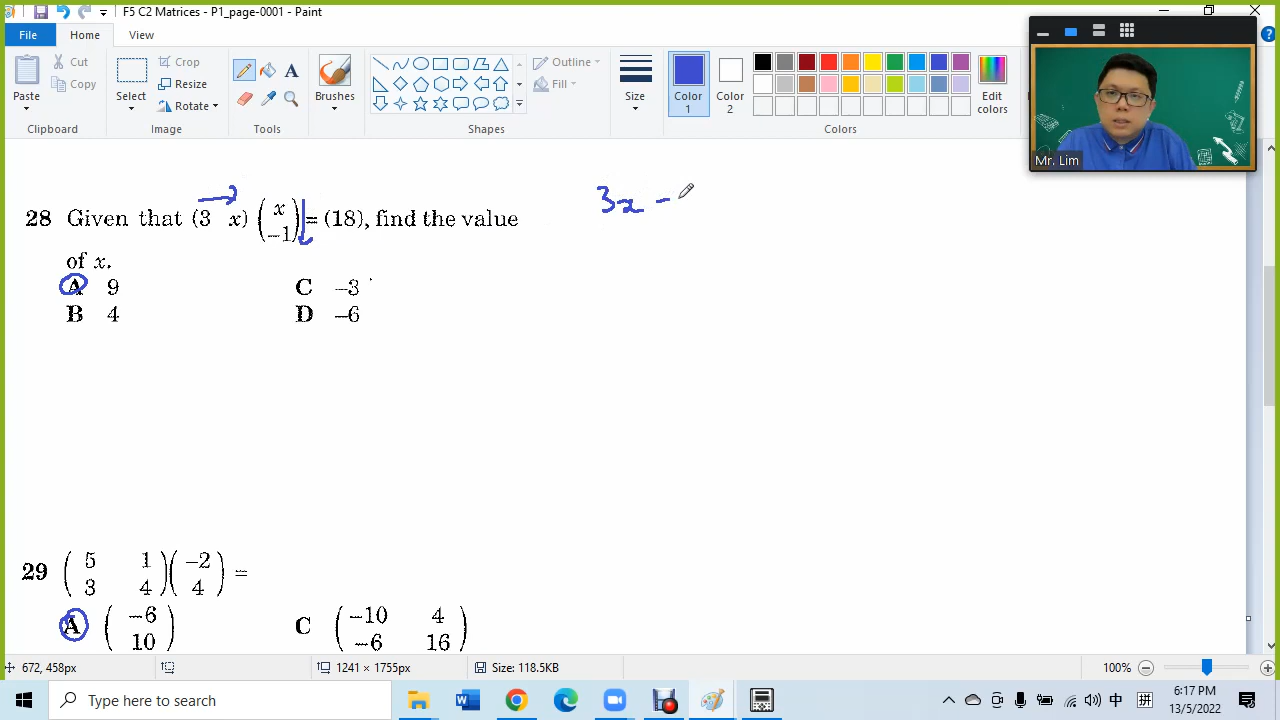 F5 C2 Matrices - P1_page-0001 - Paint
File Home View
Paste Cut Copy Clipboard
Select Crop Resize Rotate Image
A Tools
Brushes
Outline Fill Shapes
Size
Color 1 Color 2 Edit colors Colors
Mr. Lim
28 Given that (3 x) (x −1) = (18), find the value
of x.
A 9 C −3
B 4 D −6
3x −
29 (5 1 3 4)(−2 4) =
A (−6 10) C (−10 4 −6 16)
672, 458px 1241 × 1755px Size: 118.5KB 100%
Type here to search 中 拼 6:17 PM
13/5/2022